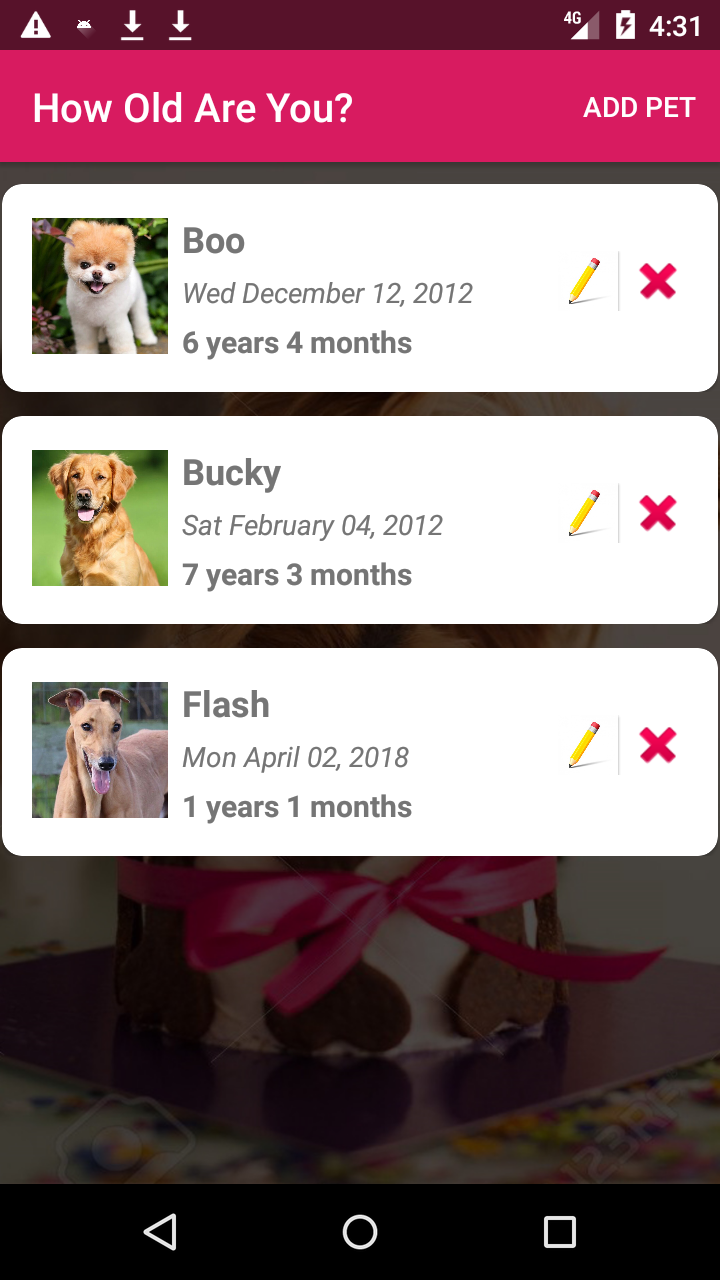 4G 4:31
How Old Are You? ADD PET
Boo
Wed December 12, 2012
6 years 4 months
Bucky
Sat February 04, 2012
7 years 3 months
Flash
Mon April 02, 2018
1 years 1 months
123RF